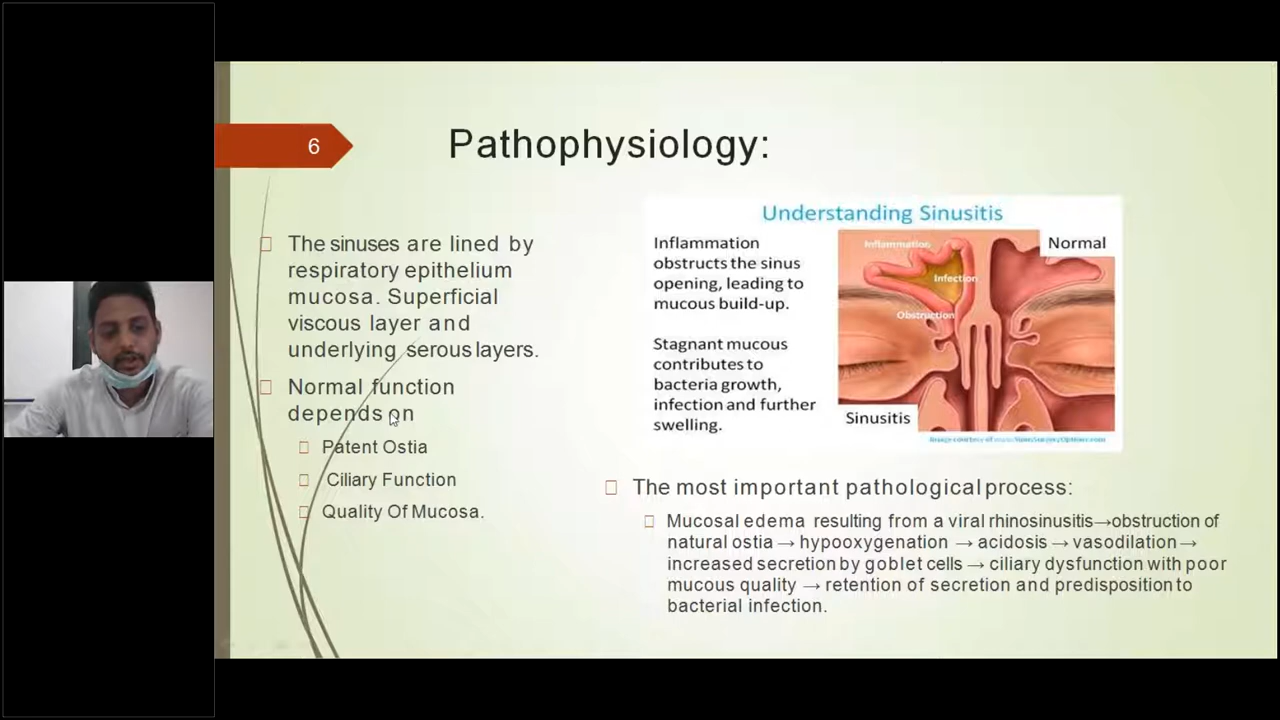 6
Pathophysiology:
The sinuses are lined by
respiratory epithelium
mucosa. Superficial
viscous layer and
underlying serous layers.
Normal function
depends on
Patent Ostia
Ciliary Function
Quality Of Mucosa.
Understanding Sinusitis
Inflammation
obstructs the sinus
opening, leading to
mucous build-up.
Stagnant mucous
contributes to
bacteria growth,
infection and further
swelling.
Inflammation
Normal
Infection
Obstruction
Sinusitis
Image courtesy of
The most important pathological process:
Mucosal edema resulting from a viral rhinosinusitis→obstruction of
natural ostia → hypooxygenation → acidosis → vasodilation →
increased secretion by goblet cells → ciliary dysfunction with poor
mucous quality → retention of secretion and predisposition to
bacterial infection.